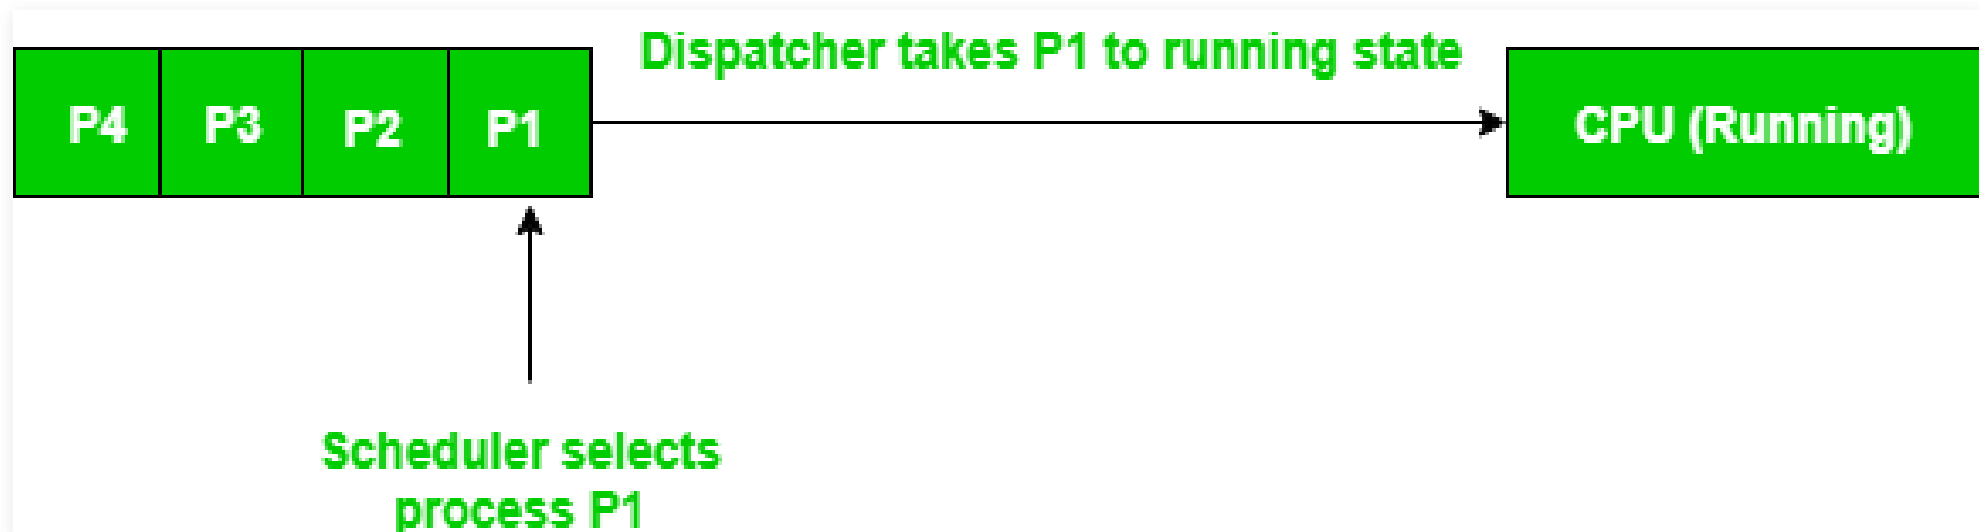 Dispatcher takes P1 to running state
P4 P3 P2 P1
CPU (Running)
Scheduler selects
process P1